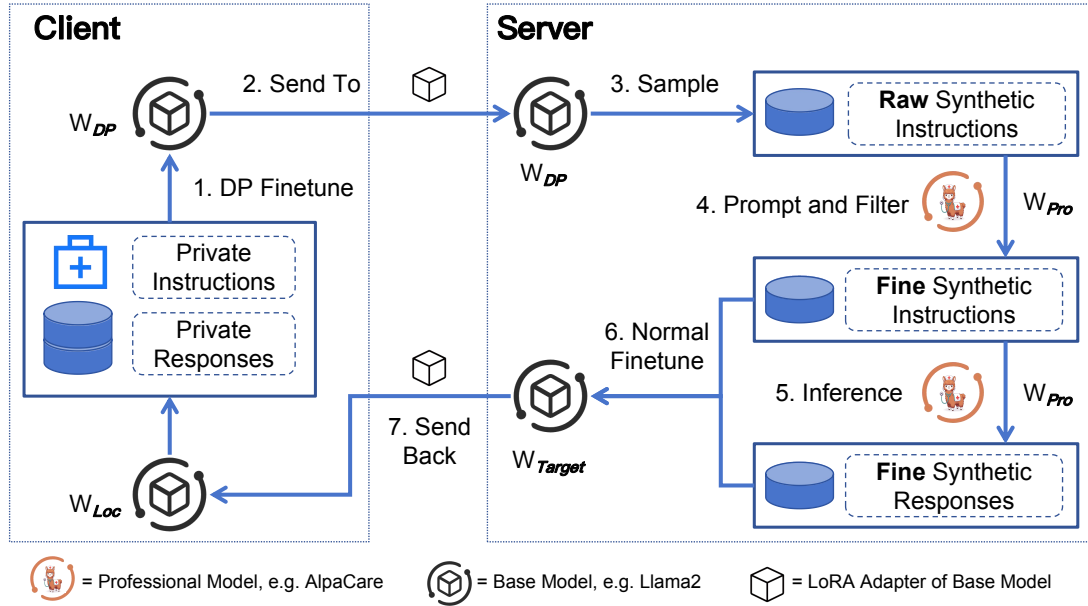 Client
Server
2. Send To
3. Sample
W_DP
W_DP
Raw Synthetic
Instructions
1. DP Finetune
4. Prompt and Filter
W_Pro
Private
Instructions
Private
Responses
Fine Synthetic
Instructions
6. Normal
Finetune
5. Inference
W_Pro
7. Send
Back
W_Target
W_Loc
Fine Synthetic
Responses
= Professional Model, e.g. AlpaCare
= Base Model, e.g. Llama2
= LoRA Adapter of Base Model